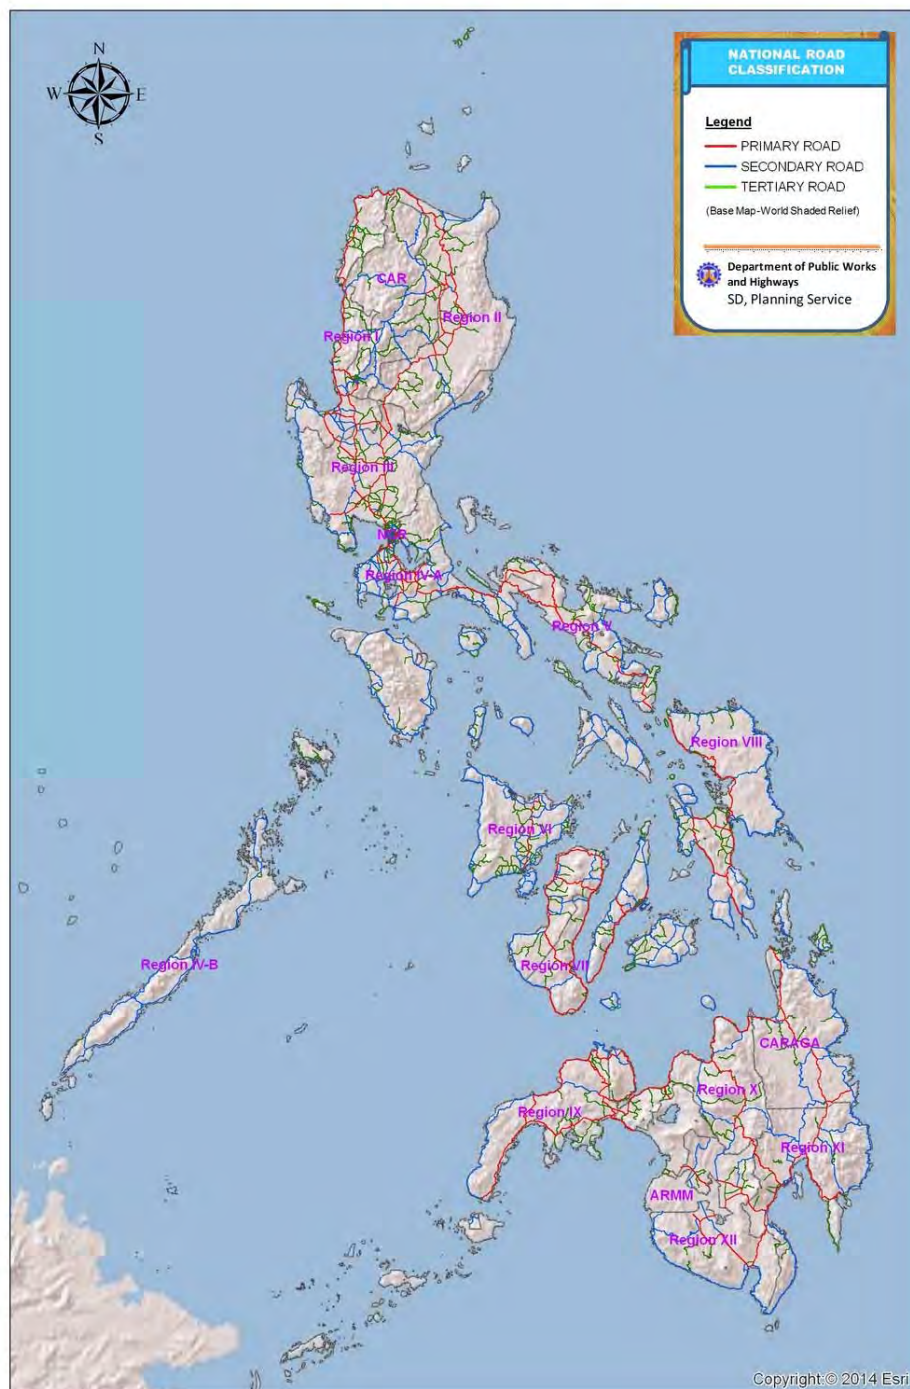 N
W E
S
NATIONAL ROAD
CLASSIFICATION
Legend
PRIMARY ROAD
SECONDARY ROAD
TERTIARY ROAD
(Base Map-World Shaded Relief)
Department of Public Works
and Highways
SD, Planning Service
CAR
Region II
Region I
Region III
NCR
Region IV-A
Region V
Region VIII
Region VI
Region IV-B
Region VII
CARAGA
Region X
Region IX
Region XI
ARMM
Region XII
Copyright:© 2014 Esri